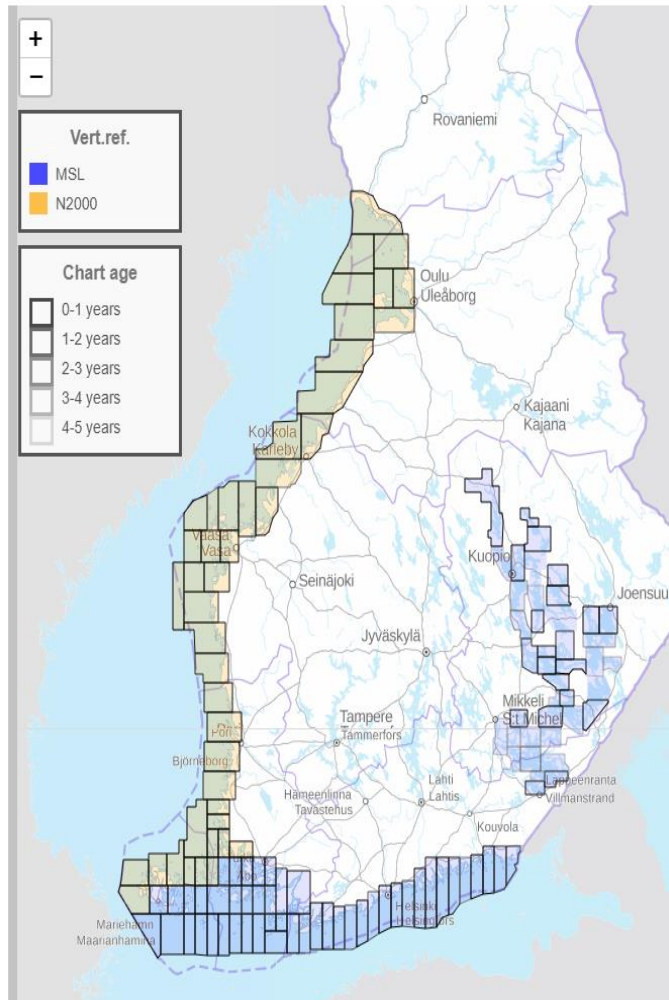 +
−
Vert.ref.
MSL
N2000
Chart age
0-1 years
1-2 years
2-3 years
3-4 years
4-5 years
Rovaniemi
Oulu
Uleåborg
Kajaani
Kajana
Kokkola
Karleby
Vaasa
Vasa
Seinäjoki
Kuopio
Joensuu
Jyväskylä
Mikkeli
S:t Michel
Tampere
Tammerfors
Pori
Björneborg
Hämeenlinna
Tavastehus
Lahti
Lahtis
Lappeenranta
Villmanstrand
Kouvola
Åbo
Helsinki
Helsingfors
Mariehamn
Maarianhamina